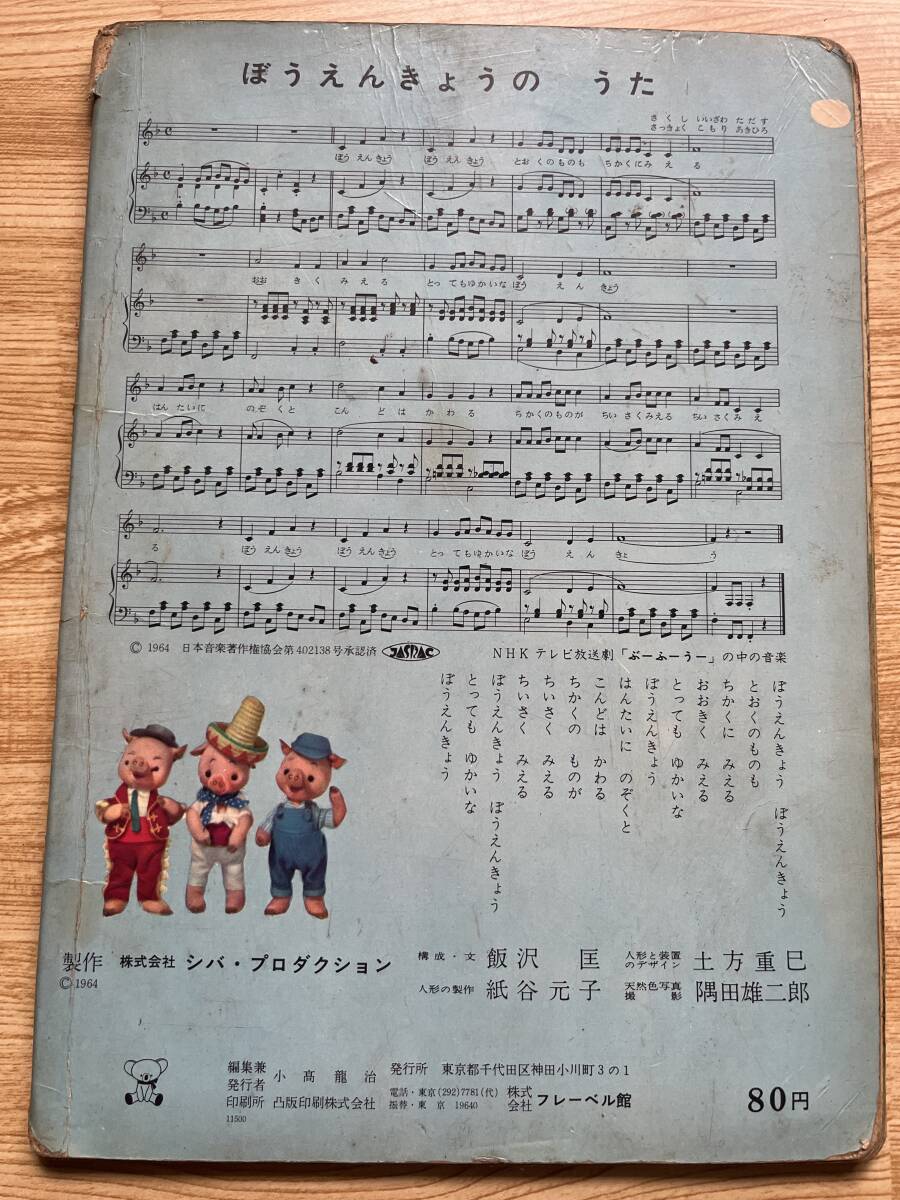 ぼうえんきょうの うた
さくし いいざわ ただす
さっきょく こもり あきひろ
ぼう えん きょう ぼう えん きょう とお くのものも ちかくにみ え る
おお き く み え る とっ てもゆかいな ぼう え ん きょう
はん たいに の ぞ く と こん ど は か わ る ちかくのものが ちい さくみえる ちい さくみ え
る ぼう えん きょう ぼう えん きょう とっ てもゆかいな ぼう え ん きょ う
© 1964 日本音楽著作権協会第402138号承認済 JASRAC
NHK テレビ放送劇「ぶーふーうー」の中の音楽
ぼうえんきょう ぼうえんきょう
とおくのものも
ちかくに みえる
おおきく みえる
とっても ゆかいな
ぼうえんきょう
はんたいに のぞくと
こんどは かわる
ちかくの ものが
ちいさく みえる
ちいさく みえる
ぼうえんきょう ぼうえんきょう
とっても ゆかいな
ぼうえんきょう
製作 株式会社 シバ・プロダクション
© 1964
構成・文 飯沢 匡
人形と装置のデザイン 土方重巳
人形の製作 紙谷元子
天然色写真撮影 隅田雄二郎
編集兼発行者 小髙龍治
印刷所 凸版印刷株式会社
11500
発行所 東京都千代田区神田小川町3の1
電話・東京(292)7781(代)
振替・東京 19640
株式会社 フレーベル館
80円